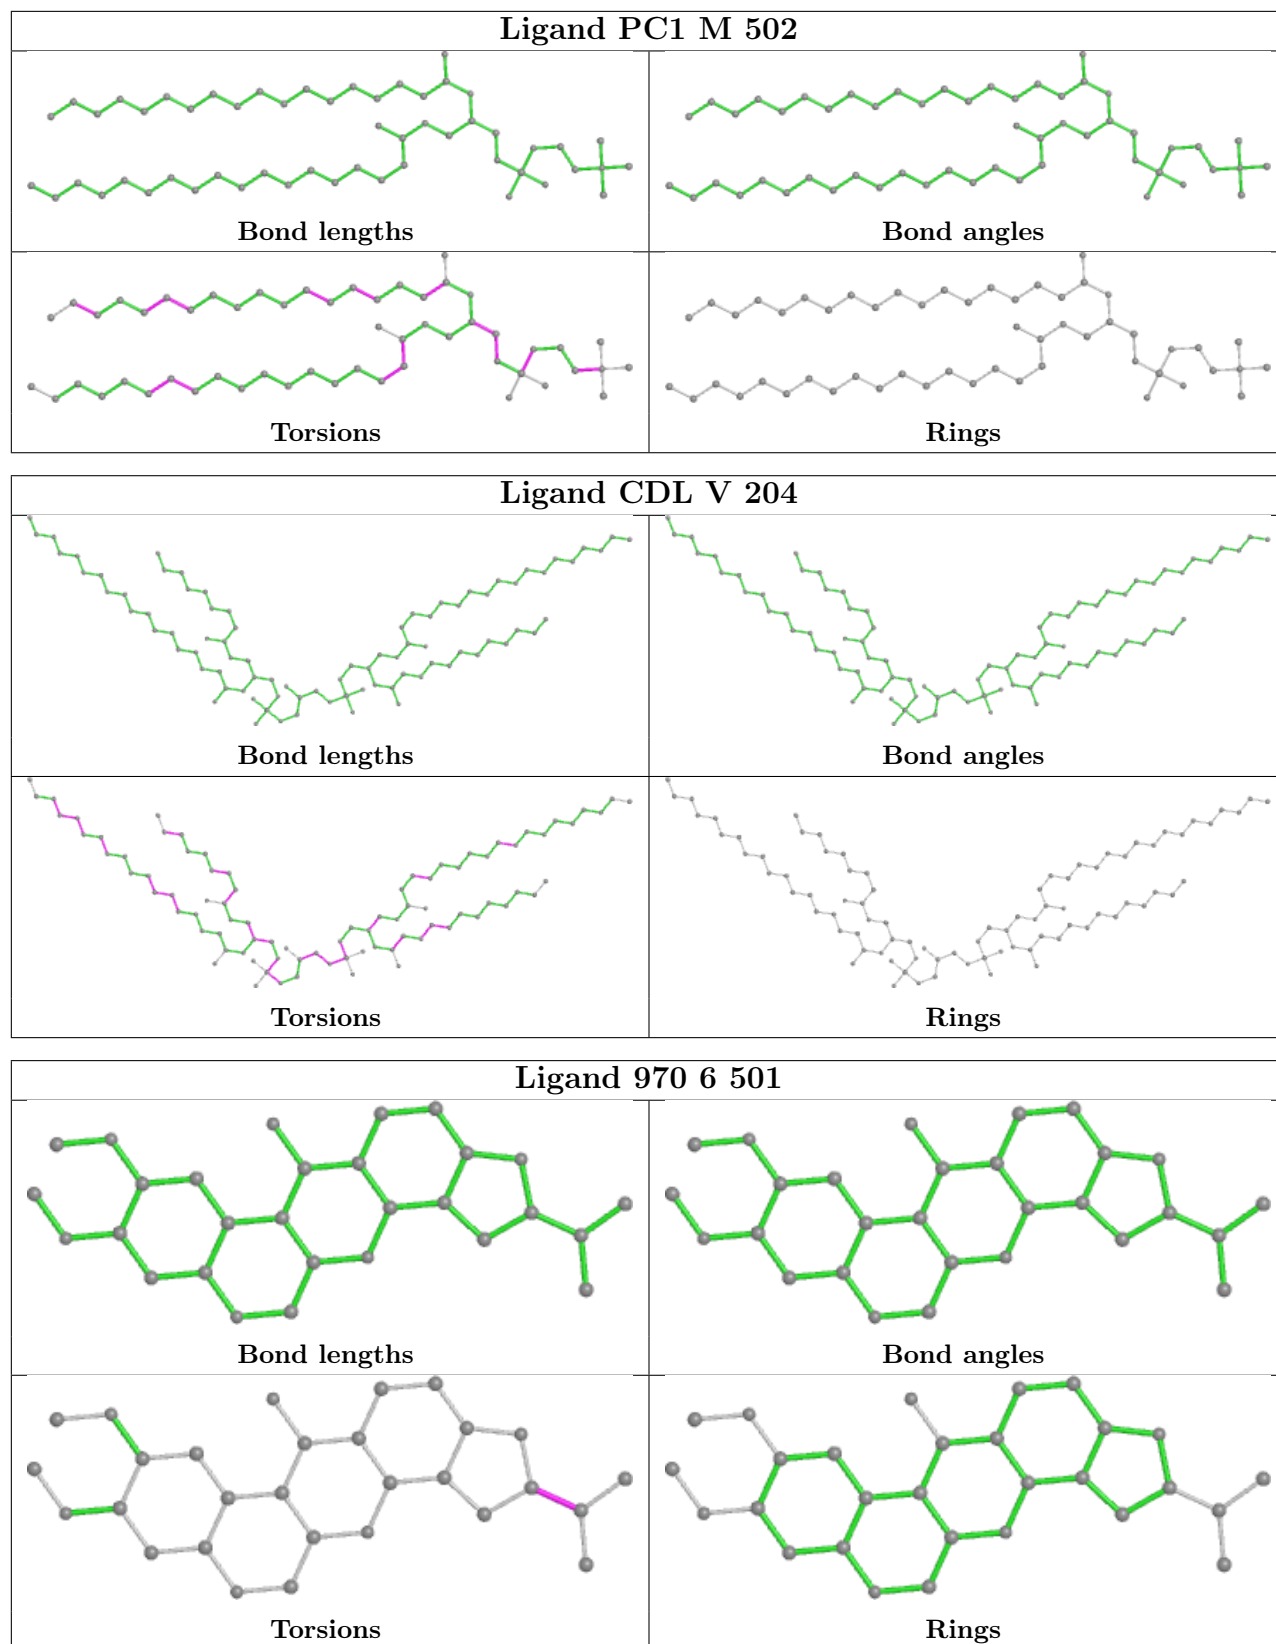 Ligand PC1 M 502
Bond lengths
Bond angles
Torsions
Rings
Ligand CDL V 204
Bond lengths
Bond angles
Torsions
Rings
Ligand 970 6 501
Bond lengths
Bond angles
Torsions
Rings